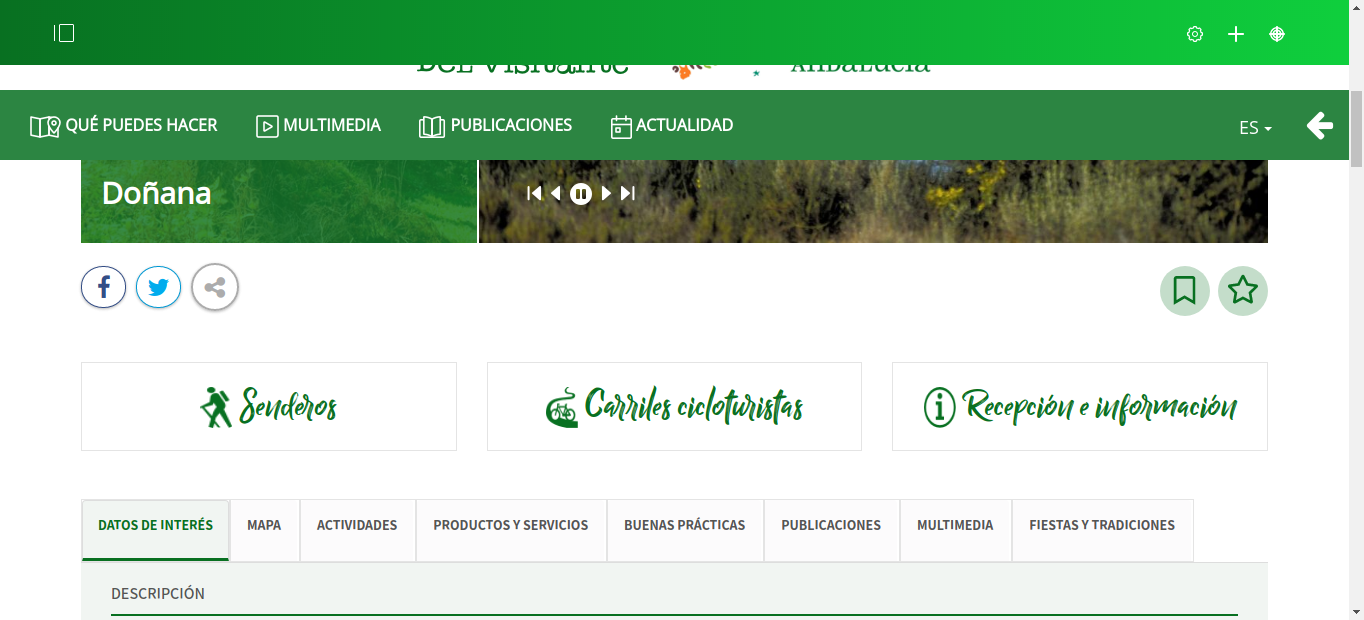 del Visitante
Andalucía
QUÉ PUEDES HACER
MULTIMEDIA
PUBLICACIONES
ACTUALIDAD
ES
Doñana
Senderos
Carriles cicloturistas
Recepción e información
DATOS DE INTERÉS
MAPA
ACTIVIDADES
PRODUCTOS Y SERVICIOS
BUENAS PRÁCTICAS
PUBLICACIONES
MULTIMEDIA
FIESTAS Y TRADICIONES
DESCRIPCIÓN